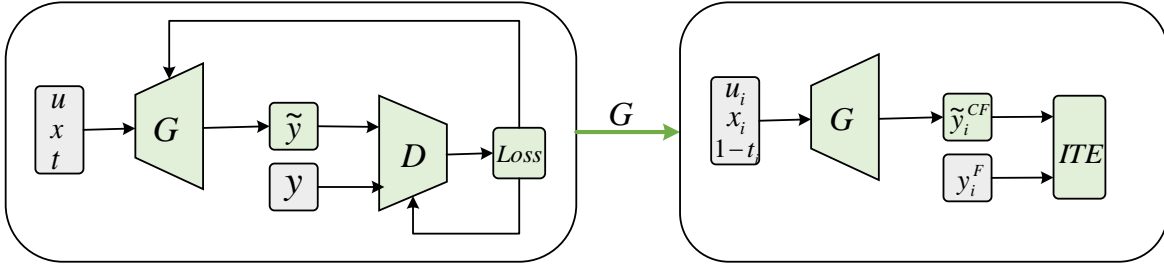 u
x
t
G
ỹ
y
D
Loss
G
u_i
x_i
1-t_i
G
ỹ_i^{CF}
y_i^F
ITE